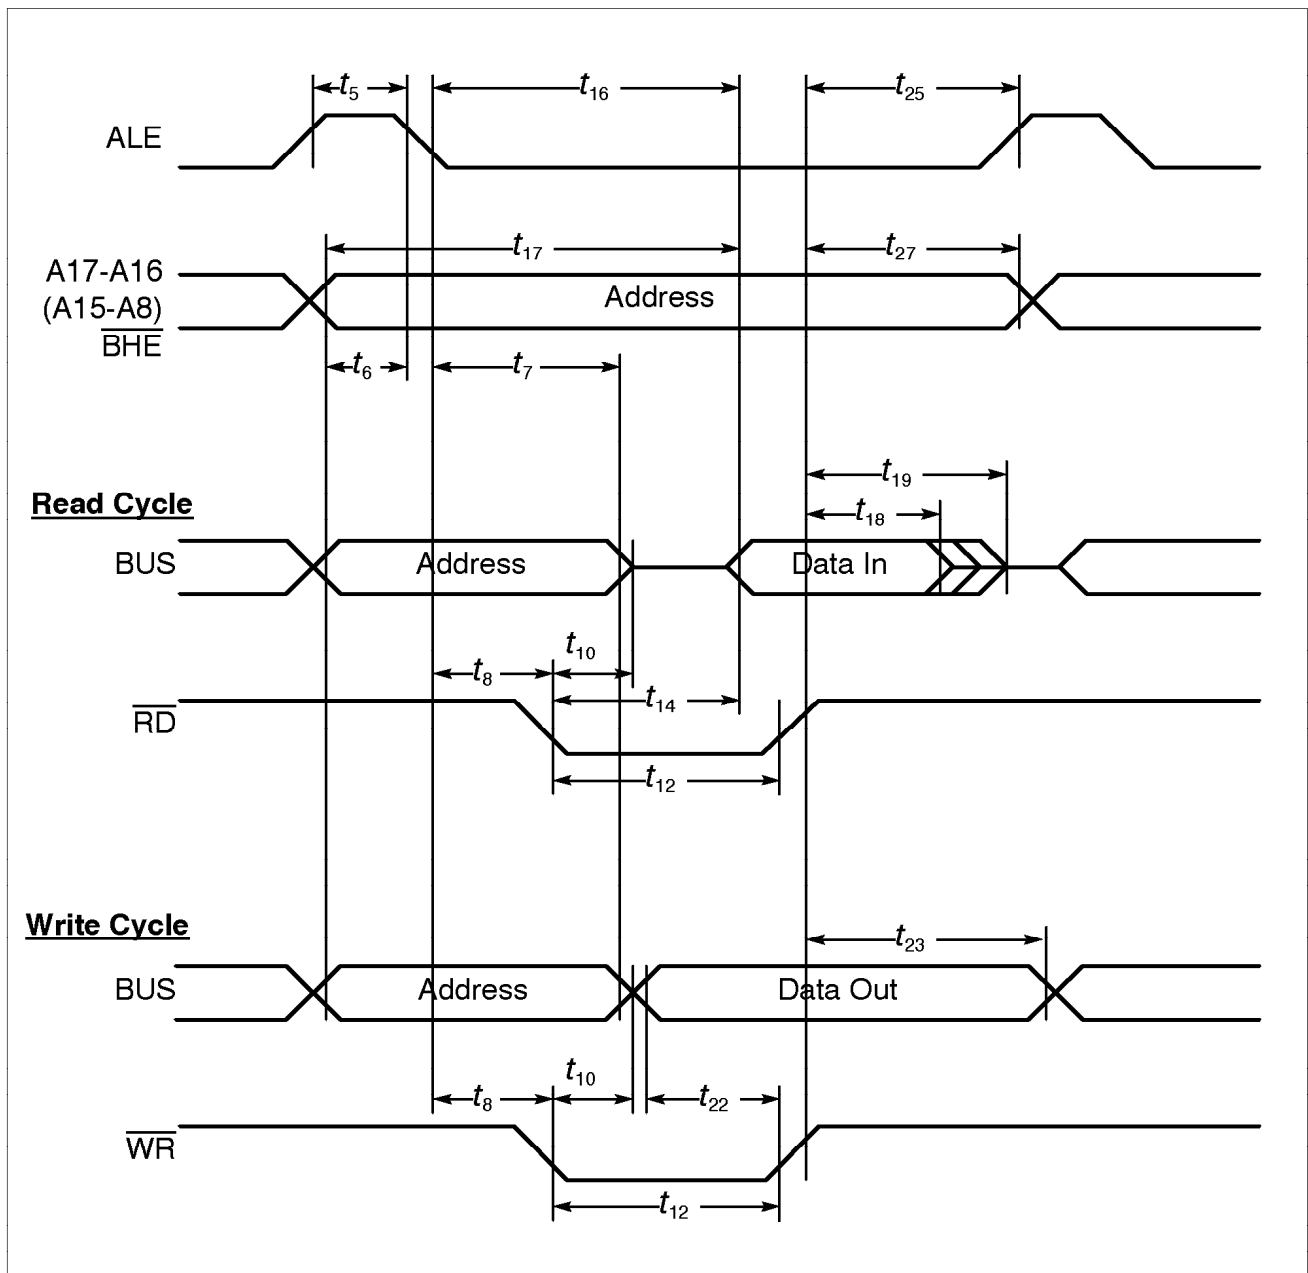 t5
t16
t25
ALE
t17
t27
A17-A16
(A15-A8)
BHE
Address
t6
t7
t19
Read Cycle
t18
BUS
Address
Data In
t10
t8
t14
RD
t12
Write Cycle
t23
BUS
Address
Data Out
t10
t8
t22
WR
t12